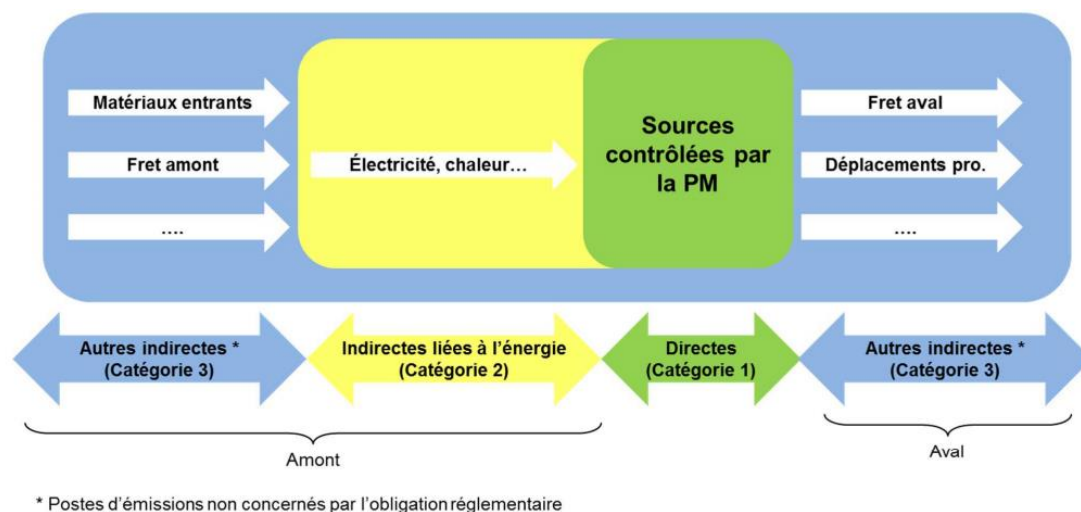 Matériaux entrants
Fret amont
....
Électricité, chaleur…
Sources
contrôlées par
la PM
Fret aval
Déplacements pro.
....
Autres indirectes *
(Catégorie 3)
Indirectes liées à l’énergie
(Catégorie 2)
Directes
(Catégorie 1)
Autres indirectes *
(Catégorie 3)
Amont
Aval
* Postes d’émissions non concernés par l’obligation réglementaire